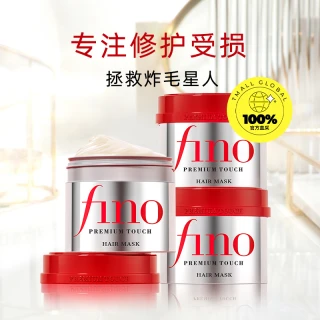 专注修护受损
拯救炸毛星人
TMALL GLOBAL
100%
官方直采
fino
PREMIUM TOUCH
HAIR MASK
fino
PREMIUM TOUCH
HAIR MASK
fino
PREMIUM TOUCH
HAIR MASK